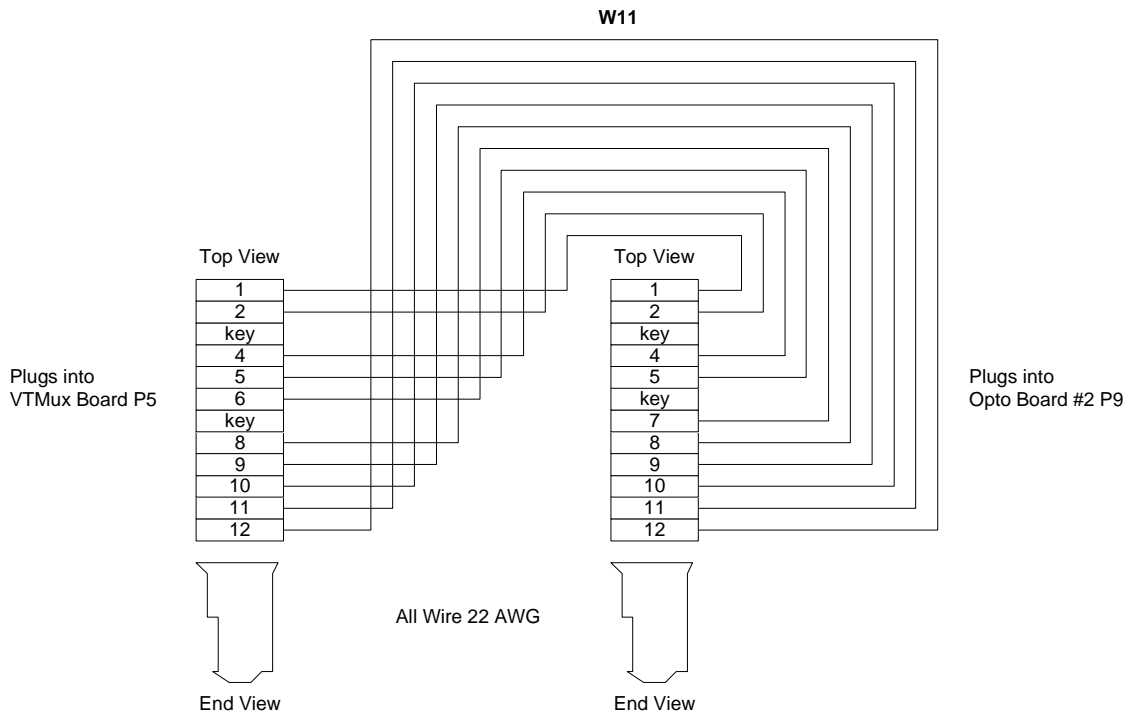 W11
Top View
1
2
key
4
5
6
key
8
9
10
11
12
Plugs into
VTMux Board P5
End View
All Wire 22 AWG
Top View
1
2
key
4
5
key
7
8
9
10
11
12
Plugs into
Opto Board #2 P9
End View